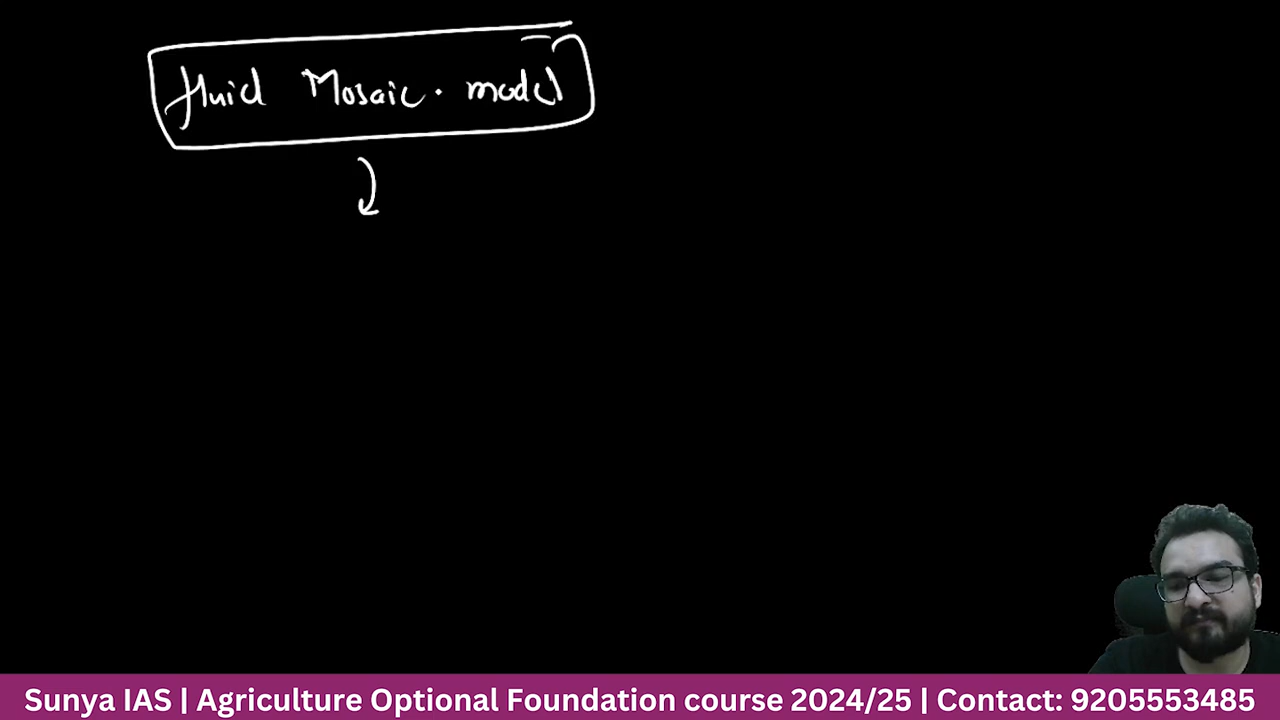 fluid Mosaic. model
Sunya IAS | Agriculture Optional Foundation course 2024/25 | Contact: 9205553485